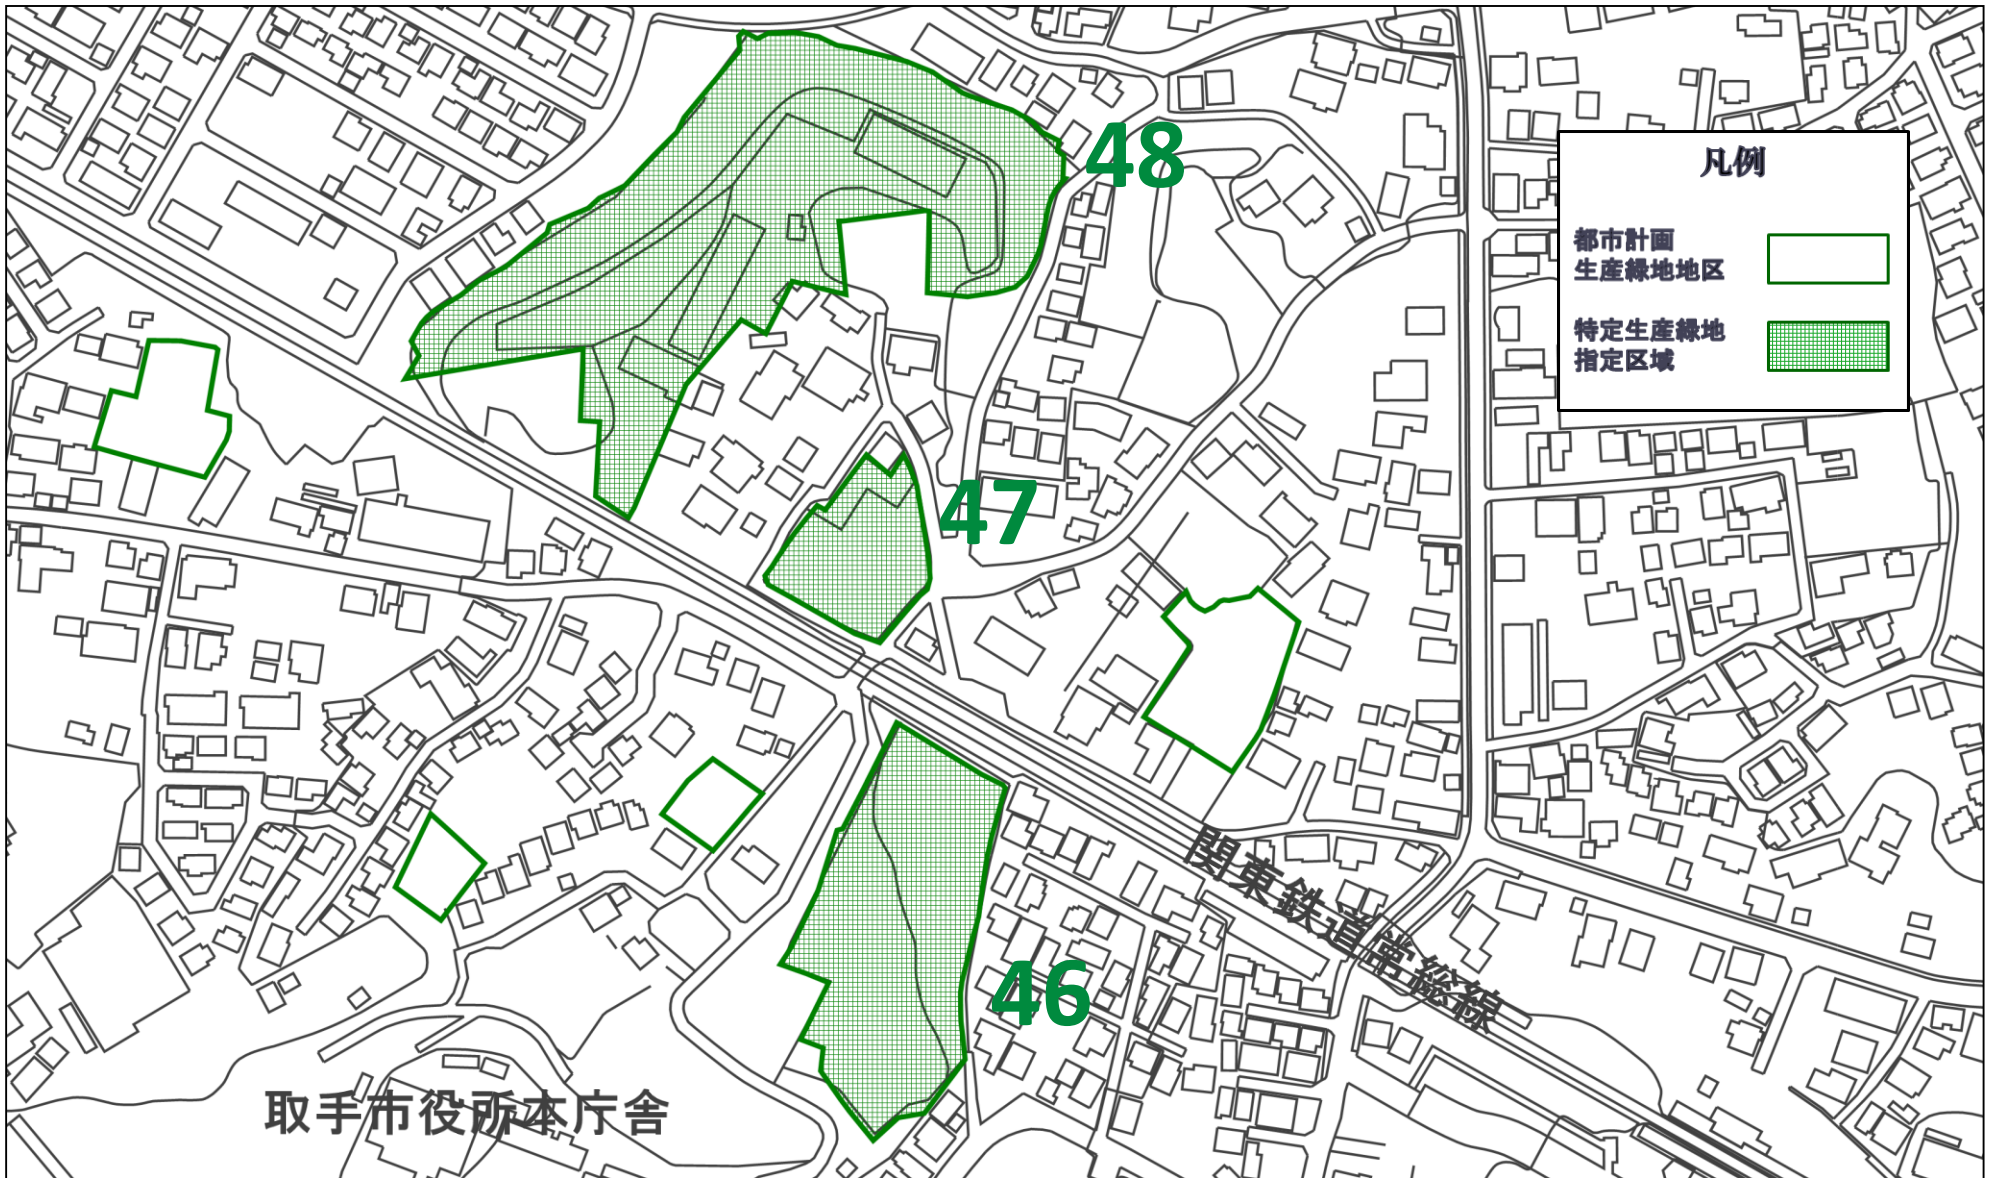 48
凡例
都市計画
生産緑地地区
特定生産緑地
指定区域
47
関東鉄道常総線
46
取手市役所本庁舎